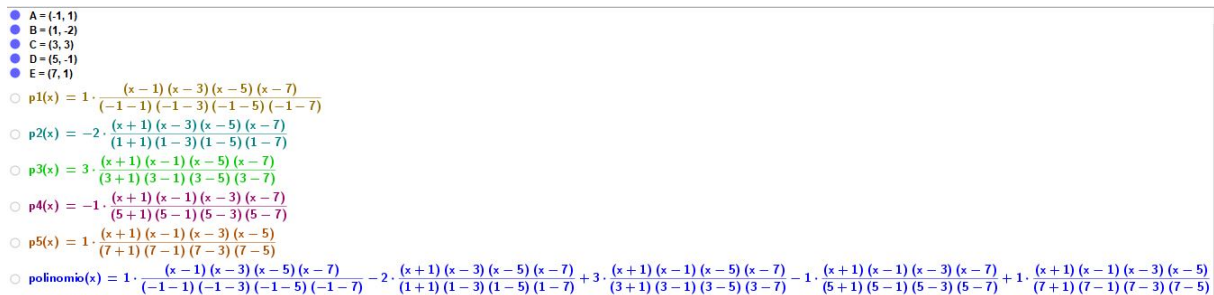 A = (-1, 1)
B = (1, -2)
C = (3, 3)
D = (5, -1)
E = (7, 1)
p1(x) = 1 · (x − 1) (x − 3) (x − 5) (x − 7) / (−1 − 1) (−1 − 3) (−1 − 5) (−1 − 7)
p2(x) = −2 · (x + 1) (x − 3) (x − 5) (x − 7) / (1 + 1) (1 − 3) (1 − 5) (1 − 7)
p3(x) = 3 · (x + 1) (x − 1) (x − 5) (x − 7) / (3 + 1) (3 − 1) (3 − 5) (3 − 7)
p4(x) = −1 · (x + 1) (x − 1) (x − 3) (x − 7) / (5 + 1) (5 − 1) (5 − 3) (5 − 7)
p5(x) = 1 · (x + 1) (x − 1) (x − 3) (x − 5) / (7 + 1) (7 − 1) (7 − 3) (7 − 5)
polinomio(x) = 1 · (x − 1) (x − 3) (x − 5) (x − 7) / (−1 − 1) (−1 − 3) (−1 − 5) (−1 − 7) − 2 · (x + 1) (x − 3) (x − 5) (x − 7) / (1 + 1) (1 − 3) (1 − 5) (1 − 7) + 3 · (x + 1) (x − 1) (x − 5) (x − 7) / (3 + 1) (3 − 1) (3 − 5) (3 − 7) − 1 · (x + 1) (x − 1) (x − 3) (x − 7) / (5 + 1) (5 − 1) (5 − 3) (5 − 7) + 1 · (x + 1) (x − 1) (x − 3) (x − 5) / (7 + 1) (7 − 1) (7 − 3) (7 − 5)